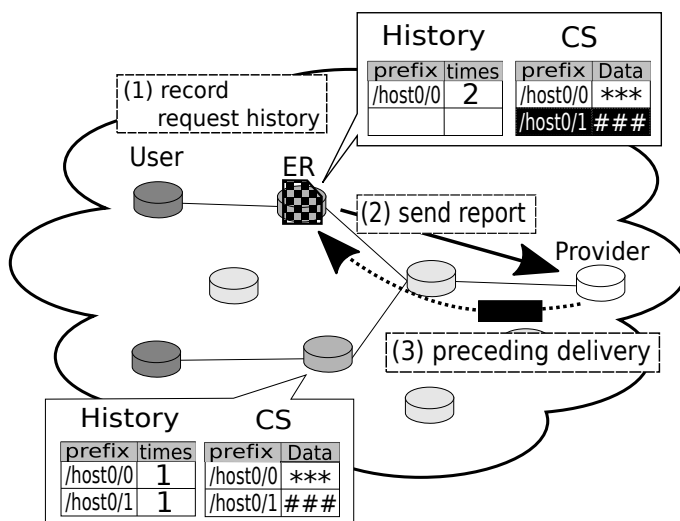 History CS
prefix times prefix Data
/host0/0 2 /host0/0 ***
/host0/1 ###
(1) record
request history
User
ER
(2) send report
Provider
(3) preceding delivery
History CS
prefix times prefix Data
/host0/0 1 /host0/0 ***
/host0/1 1 /host0/1 ###